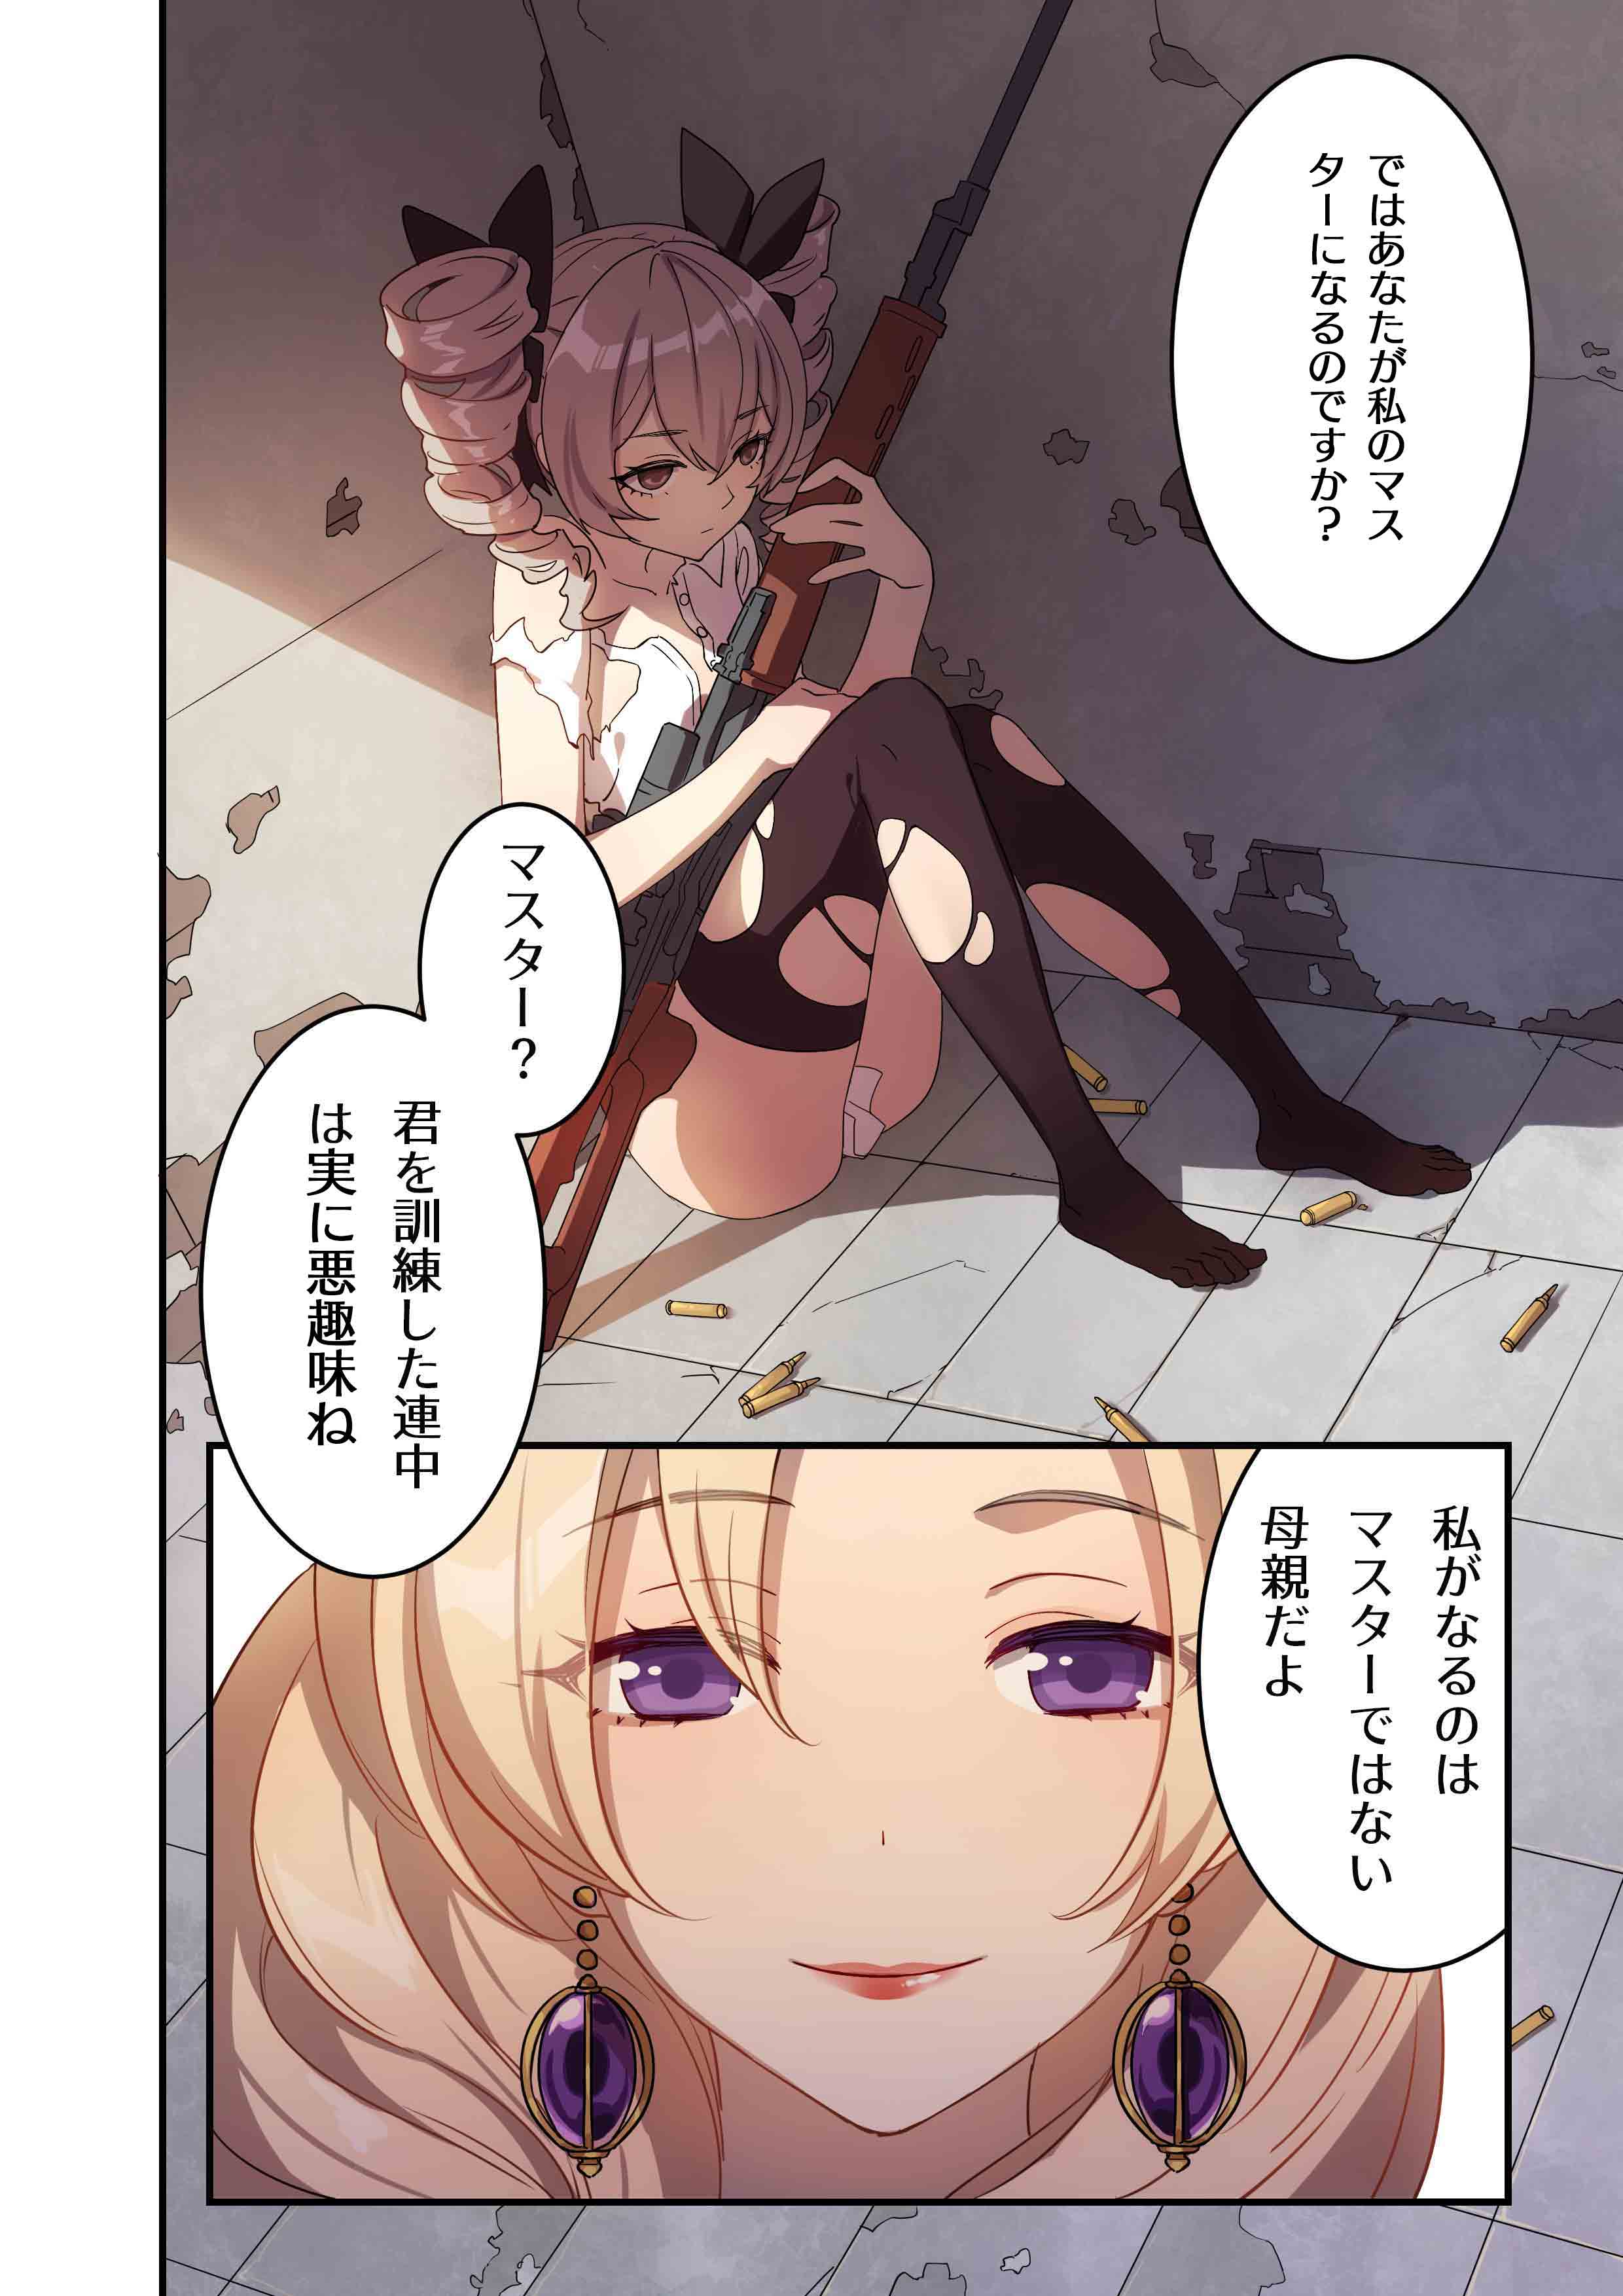 ではあなたが私のマス
ターになるのですか？
マスター？
君を訓練した連中
は実に悪趣味ね
私がなるのは
マスターではない
母親だよ